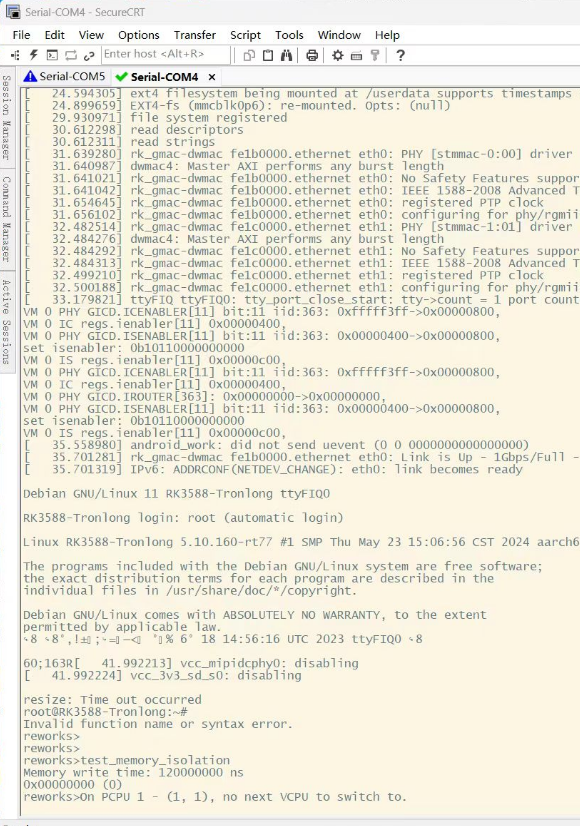 Serial-COM4 - SecureCRT
File Edit View Options Transfer Script Tools Window Help
Enter host <Alt+R>
Session Manager
Command Manager
Active Sessions
Serial-COM5 Serial-COM4 ×
[ 24.594305] ext4 filesystem being mounted at /userdata supports timestamps
[ 24.899659] EXT4-fs (mmcblk0p6): re-mounted. Opts: (null)
[ 29.930971] file system registered
[ 30.612298] read descriptors
[ 30.612311] read strings
[ 31.639280] rk_gmac-dwmac fe1b0000.ethernet eth0: PHY [stmmac-0:00] driver
[ 31.640987] dwmac4: Master AXI performs any burst length
[ 31.641021] rk_gmac-dwmac fe1b0000.ethernet eth0: No Safety Features suppor
[ 31.641042] rk_gmac-dwmac fe1b0000.ethernet eth0: IEEE 1588-2008 Advanced T
[ 31.654645] rk_gmac-dwmac fe1b0000.ethernet eth0: registered PTP clock
[ 31.656102] rk_gmac-dwmac fe1b0000.ethernet eth0: configuring for phy/rgmii
[ 32.482514] rk_gmac-dwmac fe1c0000.ethernet eth1: PHY [stmmac-1:01] driver
[ 32.484276] dwmac4: Master AXI performs any burst length
[ 32.484292] rk_gmac-dwmac fe1c0000.ethernet eth1: No Safety Features suppor
[ 32.484313] rk_gmac-dwmac fe1c0000.ethernet eth1: IEEE 1588-2008 Advanced T
[ 32.499210] rk_gmac-dwmac fe1c0000.ethernet eth1: registered PTP clock
[ 32.500188] rk_gmac-dwmac fe1c0000.ethernet eth1: configuring for phy/rgmii
[ 33.179821] ttyFIQ ttyFIQ0: tty_port_close_start: tty->count = 1 port count
VM 0 PHY GICD.ICENABLER[11] bit:11 iid:363: 0xfffff3ff->0x00000800,
VM 0 IC regs.ienabler[11] 0x00000400,
VM 0 PHY GICD.ISENABLER[11] bit:11 iid:363: 0x00000400->0x00000800,
set isenabler: 0b10110000000000
VM 0 IS regs.ienabler[11] 0x00000c00,
VM 0 PHY GICD.ICENABLER[11] bit:11 iid:363: 0xfffff3ff->0x00000800,
VM 0 IC regs.ienabler[11] 0x00000400,
VM 0 PHY GICD.IROUTER[363]: 0x00000000->0x00000000,
VM 0 PHY GICD.ISENABLER[11] bit:11 iid:363: 0x00000400->0x00000800,
set isenabler: 0b10110000000000
VM 0 IS regs.ienabler[11] 0x00000c00,
[ 35.558980] android_work: did not send uevent (0 0 0000000000000000)
[ 35.701281] rk_gmac-dwmac fe1b0000.ethernet eth0: Link is Up - 1Gbps/Full -
[ 35.701319] IPv6: ADDRCONF(NETDEV_CHANGE): eth0: link becomes ready
Debian GNU/Linux 11 RK3588-Tronlong ttyFIQ0
RK3588-Tronlong login: root (automatic login)
Linux RK3588-Tronlong 5.10.160-rt77 #1 SMP Thu May 23 15:06:56 CST 2024 aarch6
The programs included with the Debian GNU/Linux system are free software;
the exact distribution terms for each program are described in the
individual files in /usr/share/doc/*/copyright.
Debian GNU/Linux comes with ABSOLUTELY NO WARRANTY, to the extent
permitted by applicable law.
18 14:56:16 UTC 2023 ttyFIQ0
60;163R[ 41.992213] vcc_mipidcphy0: disabling
[ 41.992224] vcc_3v3_sd_s0: disabling
resize: Time out occurred
root@RK3588-Tronlong:~#
Invalid function name or syntax error.
reworks>
reworks>
reworks>test_memory_isolation
Memory write time: 120000000 ns
0x00000000 (0)
reworks>On PCPU 1 - (1, 1), no next VCPU to switch to.